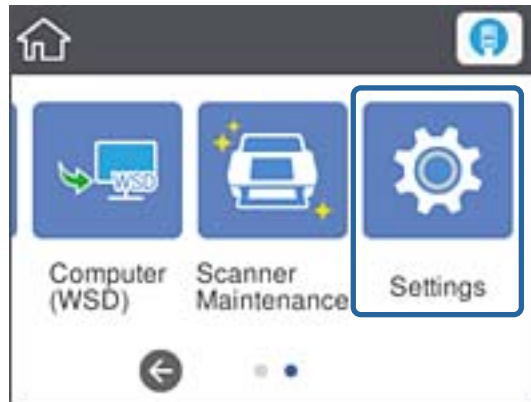 WSD
Computer
(WSD)
Scanner
Maintenance
Settings